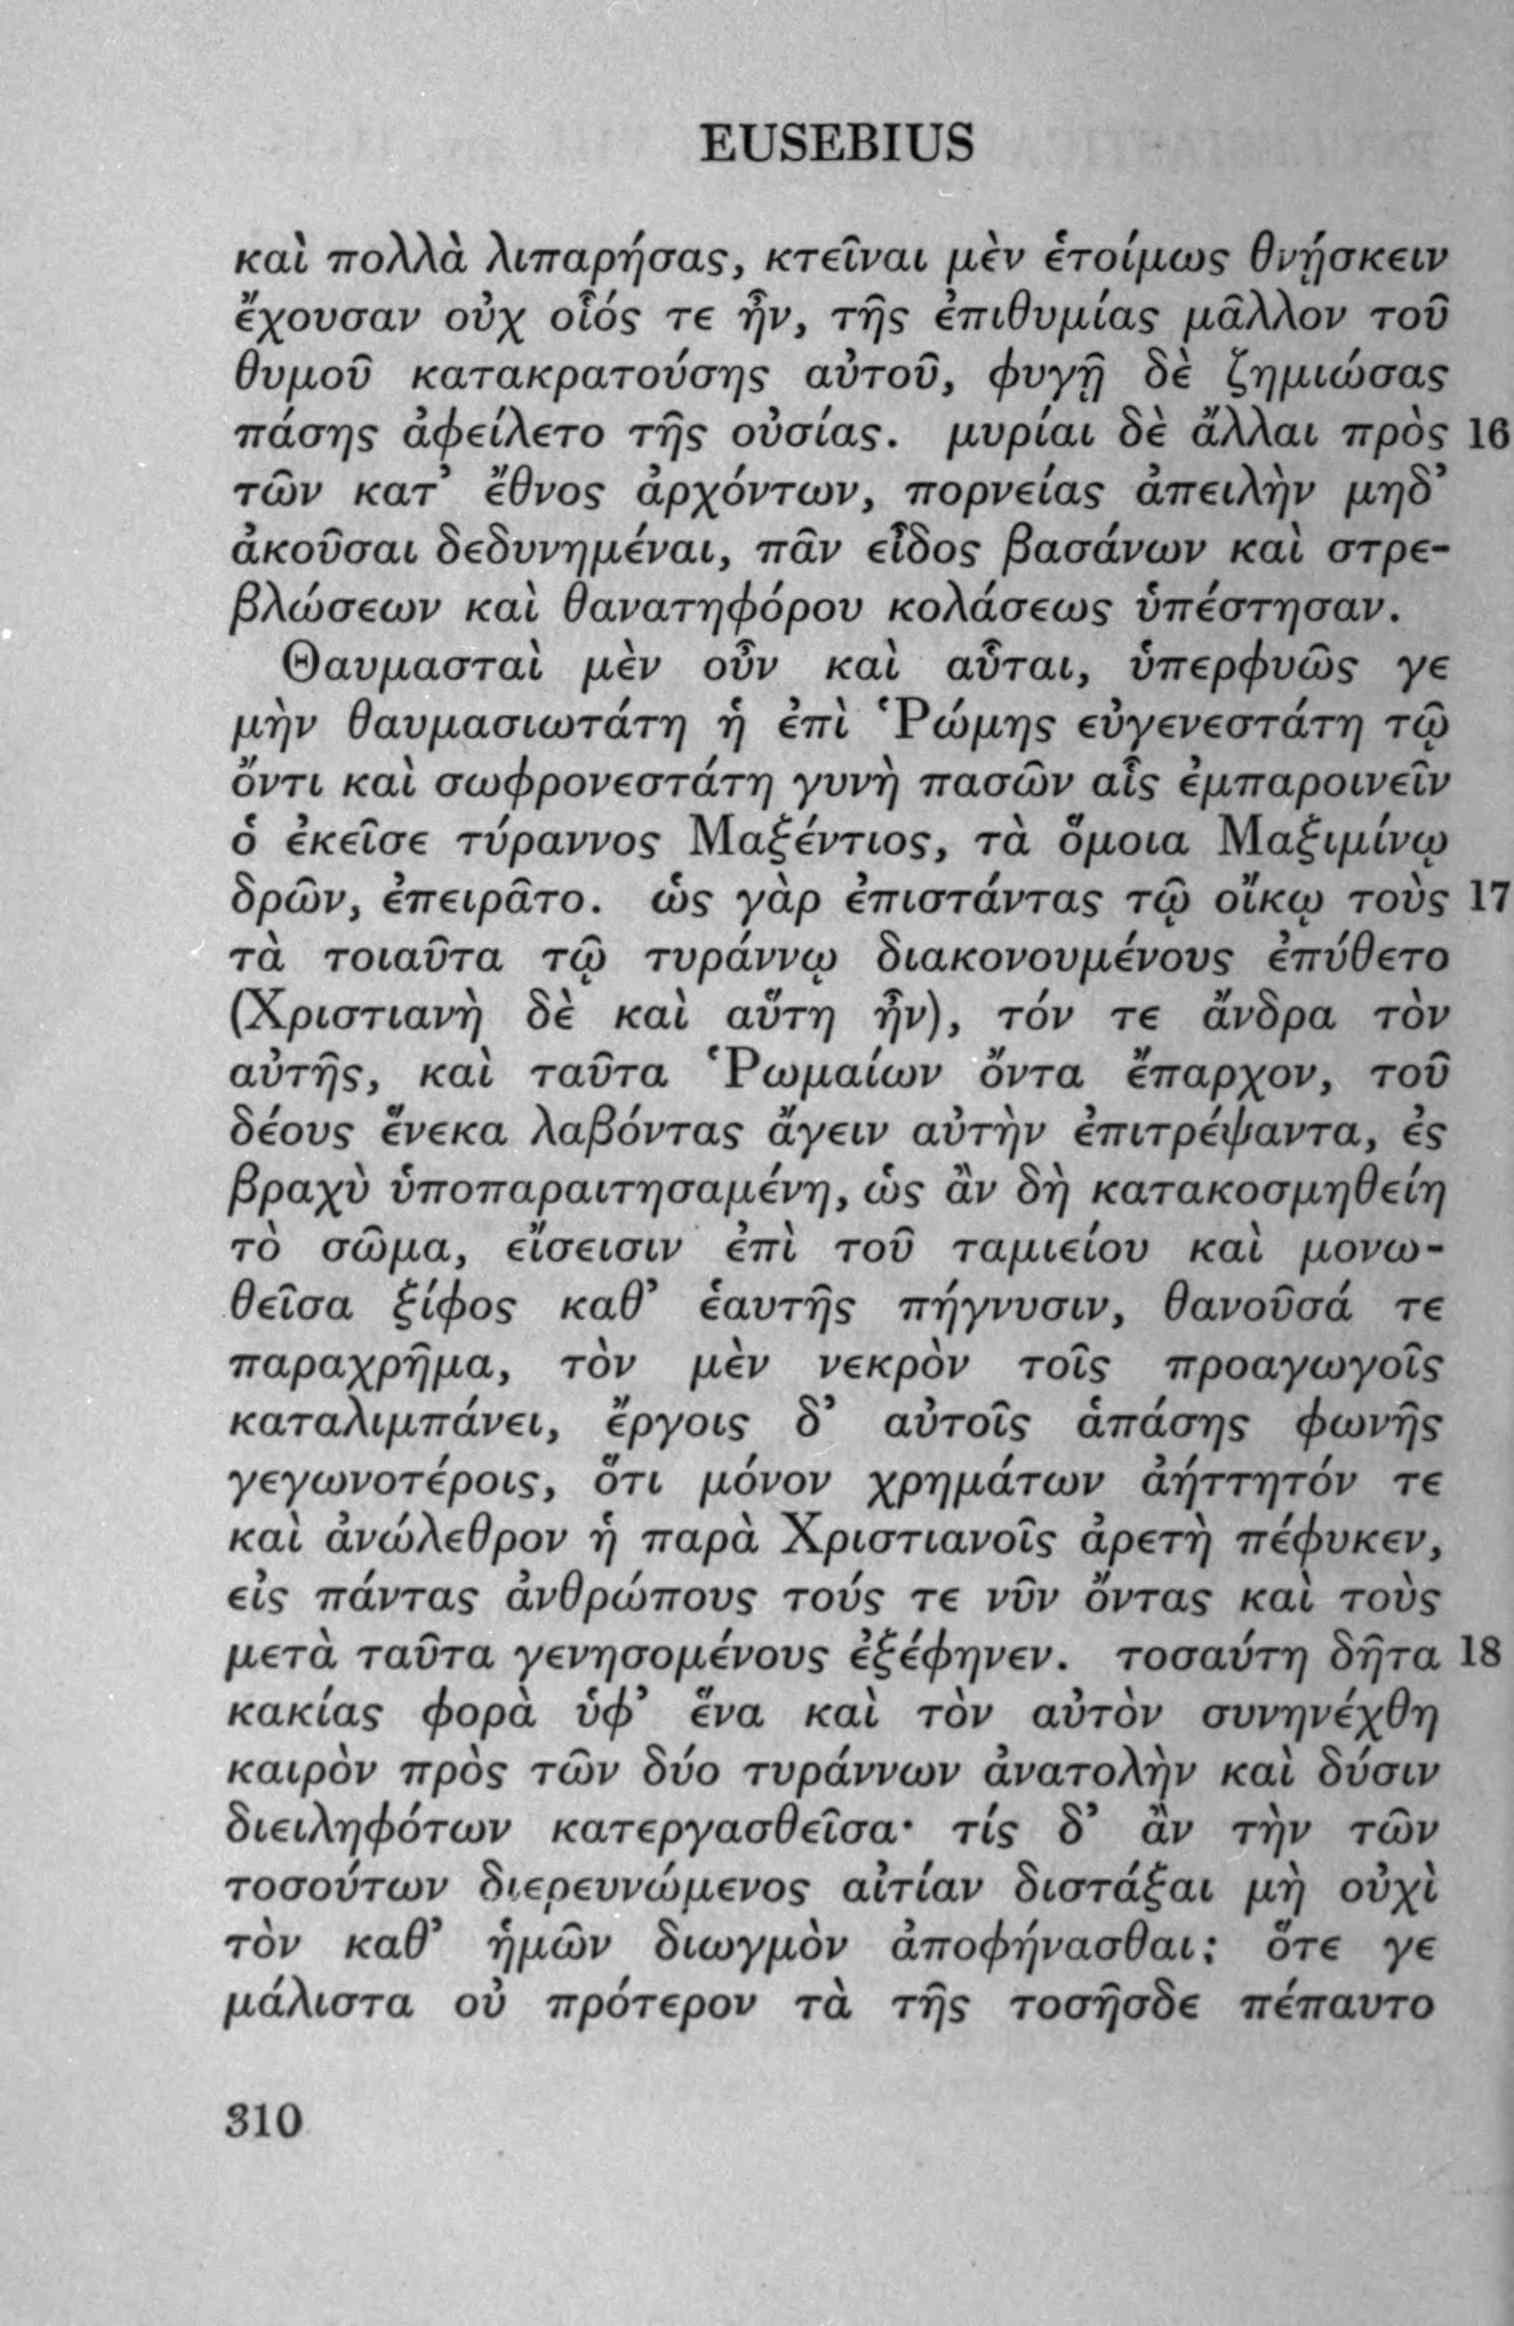 EUSEBIUS
καὶ πολλὰ λιπαρήσας, κτεῖναι μὲν ἑτοίμως θνῄσκειν
ἔχουσαν οὐχ οἷός τε ἦν, τῆς ἐπιθυμίας μᾶλλον τοῦ
θυμοῦ κατακρατούσης αὐτοῦ, φυγῇ δὲ ζημιώσας
πάσης ἀφείλετο τῆς οὐσίας. μυρίαι δὲ ἄλλαι πρὸς 16
τῶν κατ’ ἔθνος ἀρχόντων, πορνείας ἀπειλὴν μηδ’
ἀκοῦσαι δεδυνημέναι, πᾶν εἶδος βασάνων καὶ στρε-
βλώσεων καὶ θανατηφόρου κολάσεως ὑπέστησαν.
Θαυμασταὶ μὲν οὖν καὶ αὗται, ὑπερφυῶς γε
μὴν θαυμασιωτάτη ἡ ἐπὶ Ῥώμης εὐγενεστάτη τῷ
ὄντι καὶ σωφρονεστάτη γυνὴ πασῶν αἷς ἐμπαροινεῖν
ὁ ἐκεῖσε τύραννος Μαξέντιος, τὰ ὅμοια Μαξιμίνῳ
δρῶν, ἐπειρᾶτο. ὡς γὰρ ἐπιστάντας τῷ οἴκῳ τοὺς 17
τὰ τοιαῦτα τῷ τυράννῳ διακονουμένους ἐπύθετο
(Χριστιανὴ δὲ καὶ αὕτη ἦν), τόν τε ἄνδρα τὸν
αὐτῆς, καὶ ταῦτα Ῥωμαίων ὄντα ἔπαρχον, τοῦ
δέους ἕνεκα λαβόντας ἄγειν αὐτὴν ἐπιτρέψαντα, ἐς
βραχὺ ὑποπαραιτησαμένη, ὡς ἂν δὴ κατακοσμηθείη
τὸ σῶμα, εἴσεισιν ἐπὶ τοῦ ταμιείου καὶ μονω-
θεῖσα ξίφος καθ’ ἑαυτῆς πήγνυσιν, θανοῦσά τε
παραχρῆμα, τὸν μὲν νεκρὸν τοῖς προαγωγοῖς
καταλιμπάνει, ἔργοις δ’ αὐτοῖς ἁπάσης φωνῆς
γεγωνοτέροις, ὅτι μόνον χρημάτων ἀήττητόν τε
καὶ ἀνώλεθρον ἡ παρὰ Χριστιανοῖς ἀρετὴ πέφυκεν,
εἰς πάντας ἀνθρώπους τούς τε νῦν ὄντας καὶ τοὺς
μετὰ ταῦτα γενησομένους ἐξέφηνεν. τοσαύτη δῆτα 18
κακίας φορὰ ὑφ’ ἕνα καὶ τὸν αὐτὸν συνηνέχθη
καιρὸν πρὸς τῶν δύο τυράννων ἀνατολὴν καὶ δύσιν
διειληφότων κατεργασθεῖσα· τίς δ’ ἂν τὴν τῶν
τοσούτων διερευνώμενος αἰτίαν διστάξαι μὴ οὐχὶ
τὸν καθ’ ἡμῶν διωγμὸν ἀποφήνασθαι; ὅτε γε
μάλιστα οὐ πρότερον τὰ τῆς τοσῆσδε πέπαυτο
310